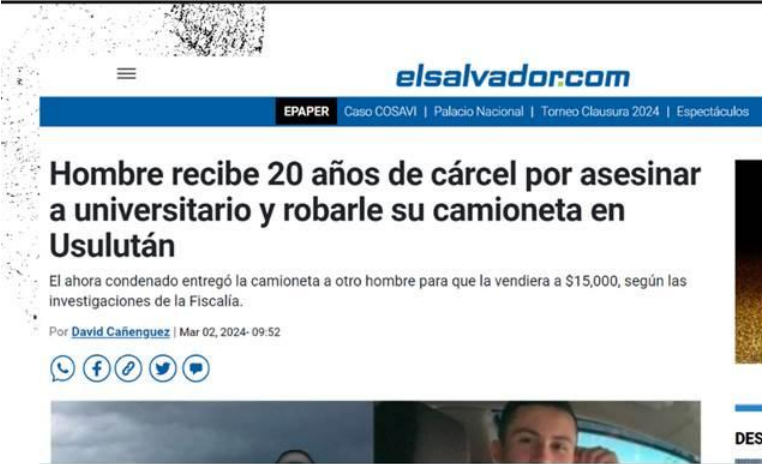 elsalvador.com
EPAPER Caso COSAVI | Palacio Nacional | Torneo Clausura 2024 | Espectáculos
Hombre recibe 20 años de cárcel por asesinar
a universitario y robarle su camioneta en
Usulután
El ahora condenado entregó la camioneta a otro hombre para que la vendiera a $15,000, según las
investigaciones de la Fiscalía.
Por David Cañenguez | Mar 02, 2024- 09:52
DES